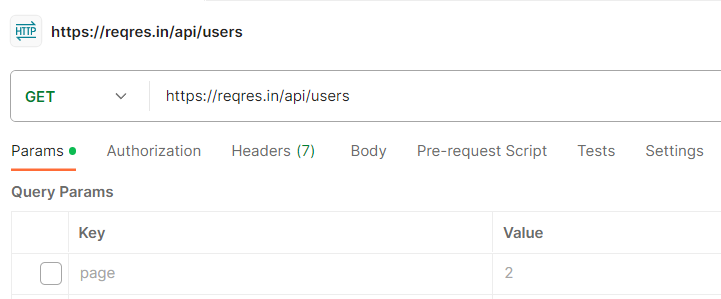 HTTP https://reqres.in/api/users
GET https://reqres.in/api/users
Params Authorization Headers (7) Body Pre-request Script Tests Settings
Query Params
Key Value
page 2